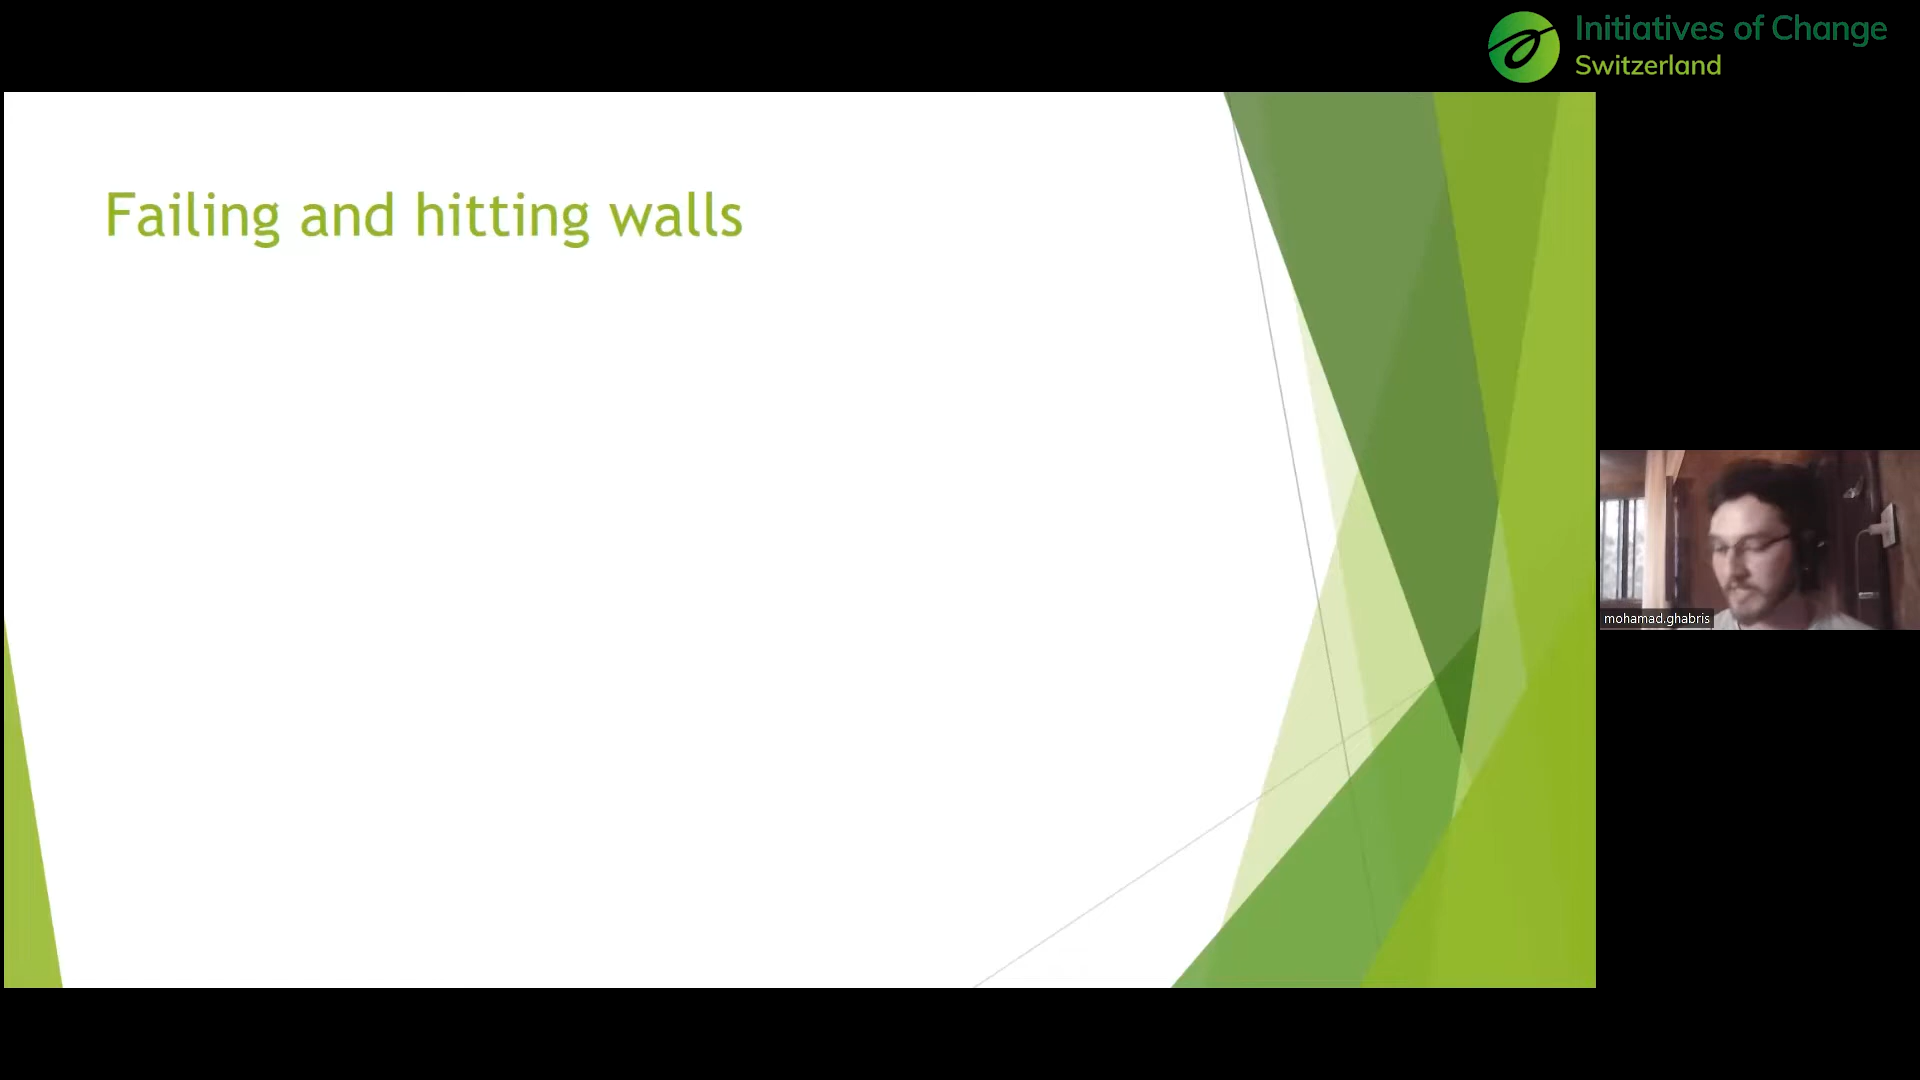 Initiatives of Change
Switzerland
Failing and hitting walls
mohamad.ghabris